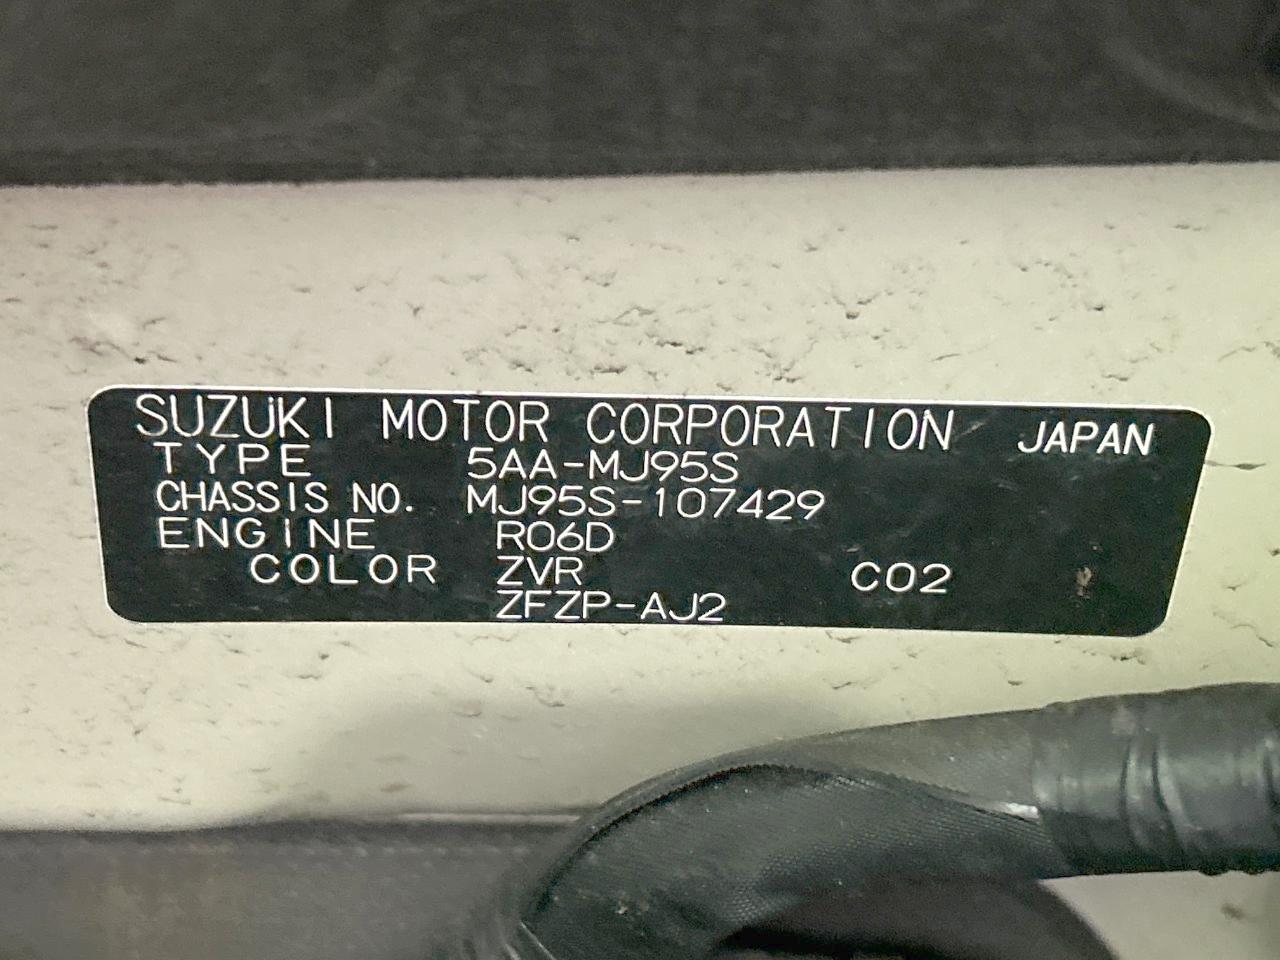 SUZUKI MOTOR CORPORATION JAPAN
TYPE 5AA-MJ95S
CHASSIS NO. MJ95S-107429
ENGINE R06D
COLOR ZVR C02
ZFZP-AJ2